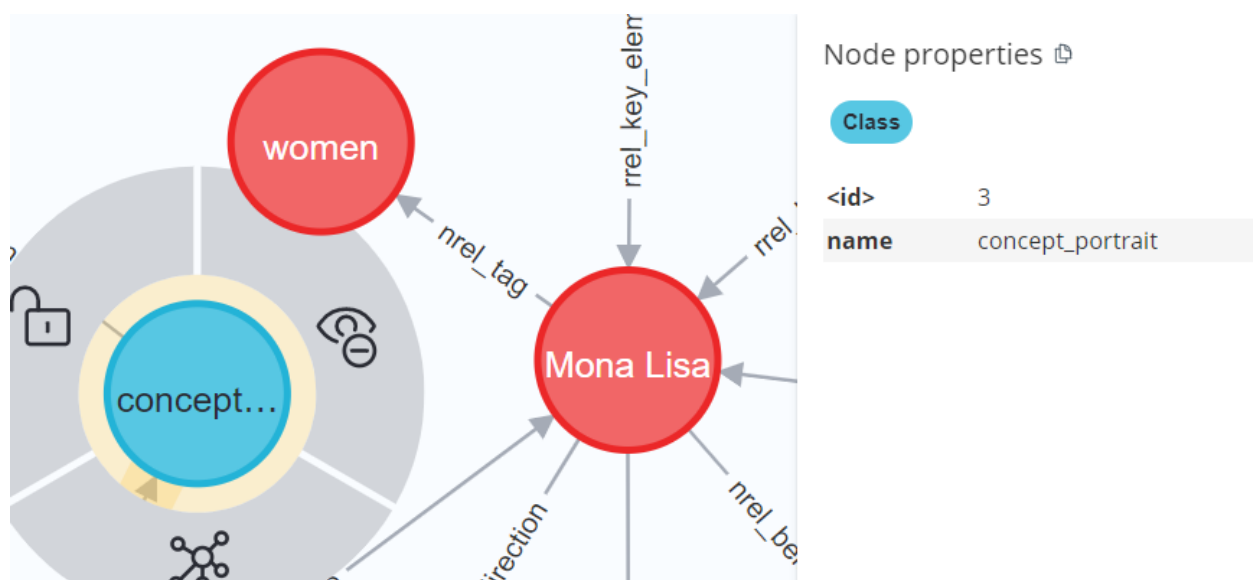 women
rrel_key_elem
Node properties
Class
nrel_tag
rrel_
<id> 3
name concept_portrait
Mona Lisa
concept...
nrel_be
irection